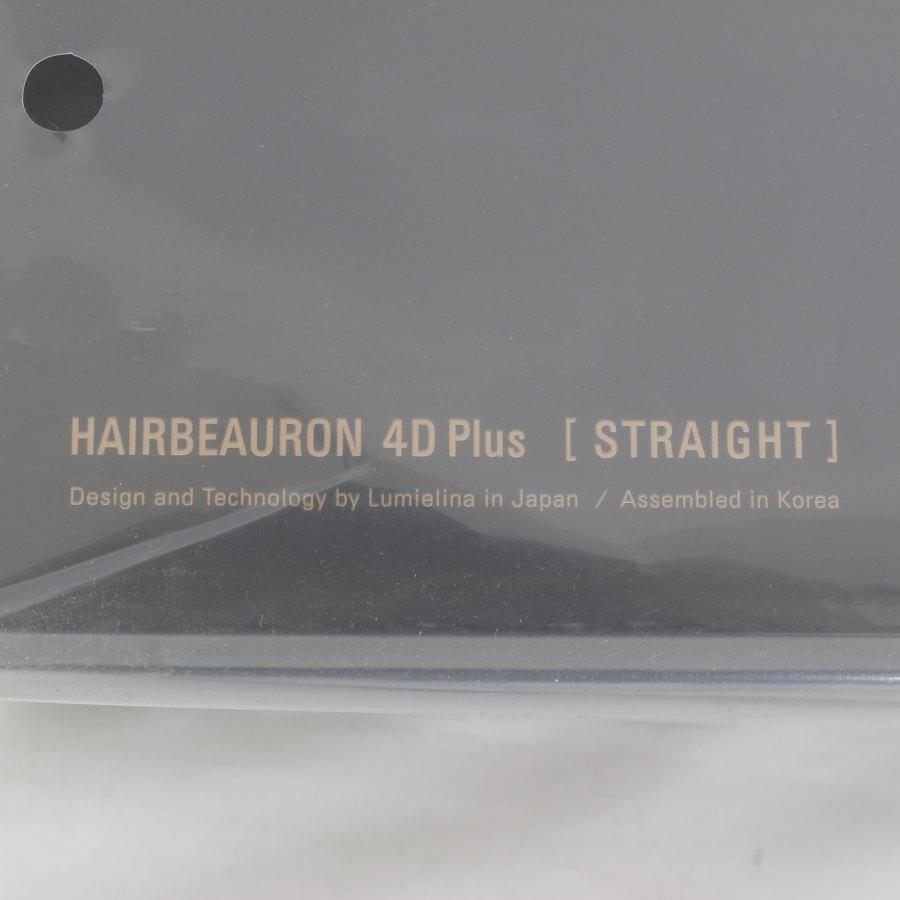 HAIRBEAURON 4D Plus [ STRAIGHT ]
Design and Technology by Lumielina in Japan / Assembled in Korea